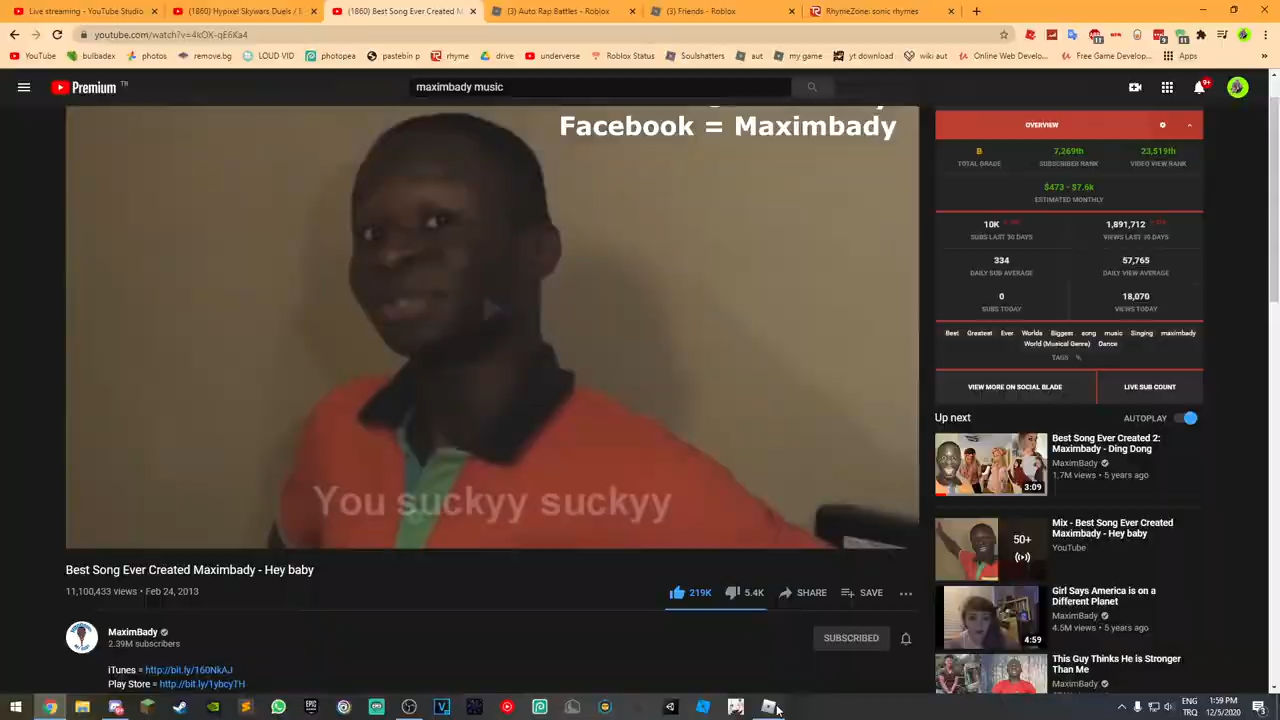 Live streaming - YouTube Studio
(1860) Hypixel Skywars Duels /
(1860) Best Song Ever Created M
(3) Auto Rap Battles - Roblox
(3) Friends - Roblox
RhymeZone: sonic rhymes
youtube.com/watch?v=4kOX-qE6Ka4
YouTube
Animations
photos
remove.bg
LOUD VID
photopea
pastebin p
rhyme
drive
underverse
Roblox Status
Soulshatters
aut
my game
yt download
wiki aut
Online Web Develo...
Free Game Develop...
Apps
Premium TR
maximbady music
9+
Facebook = Maximbady
You suckyy suckyy
OVERVIEW
B
TOTAL GRADE
7,269th
SUBSCRIBER RANK
23,519th
VIDEO VIEW RANK
$473 - $7.6k
ESTIMATED MONTHLY
10K
SUBS LAST 30 DAYS
1,891,712
VIEWS LAST 30 DAYS
334
DAILY SUB AVERAGE
57,765
DAILY VIEW AVERAGE
0
SUBS TODAY
18,070
VIEWS TODAY
Best Greatest Ever Worlds Biggest song music Singing maximbady
World (Musical Genre) Dance
TAGS
VIEW MORE ON SOCIAL BLADE
LIVE SUB COUNT
Up next
AUTOPLAY
Best Song Ever Created 2:
Maximbady - Ding Dong
MaximBady
1.7M views • 5 years ago
3:09
Mix - Best Song Ever Created
Maximbady - Hey baby
YouTube
50+
Girl Says America is on a
Different Planet
MaximBady
4.5M views • 5 years ago
4:59
This Guy Thinks He is Stronger
Than Me
MaximBady
Best Song Ever Created Maximbady - Hey baby
11,100,433 views • Feb 24, 2013
219K
5.4K
SHARE
SAVE
MaximBady
2.39M subscribers
SUBSCRIBED
iTunes = http://bit.ly/160NkAJ
Play Store = http://bit.ly/1ybcyTH
ENG
TRQ
1:59 PM
12/5/2020